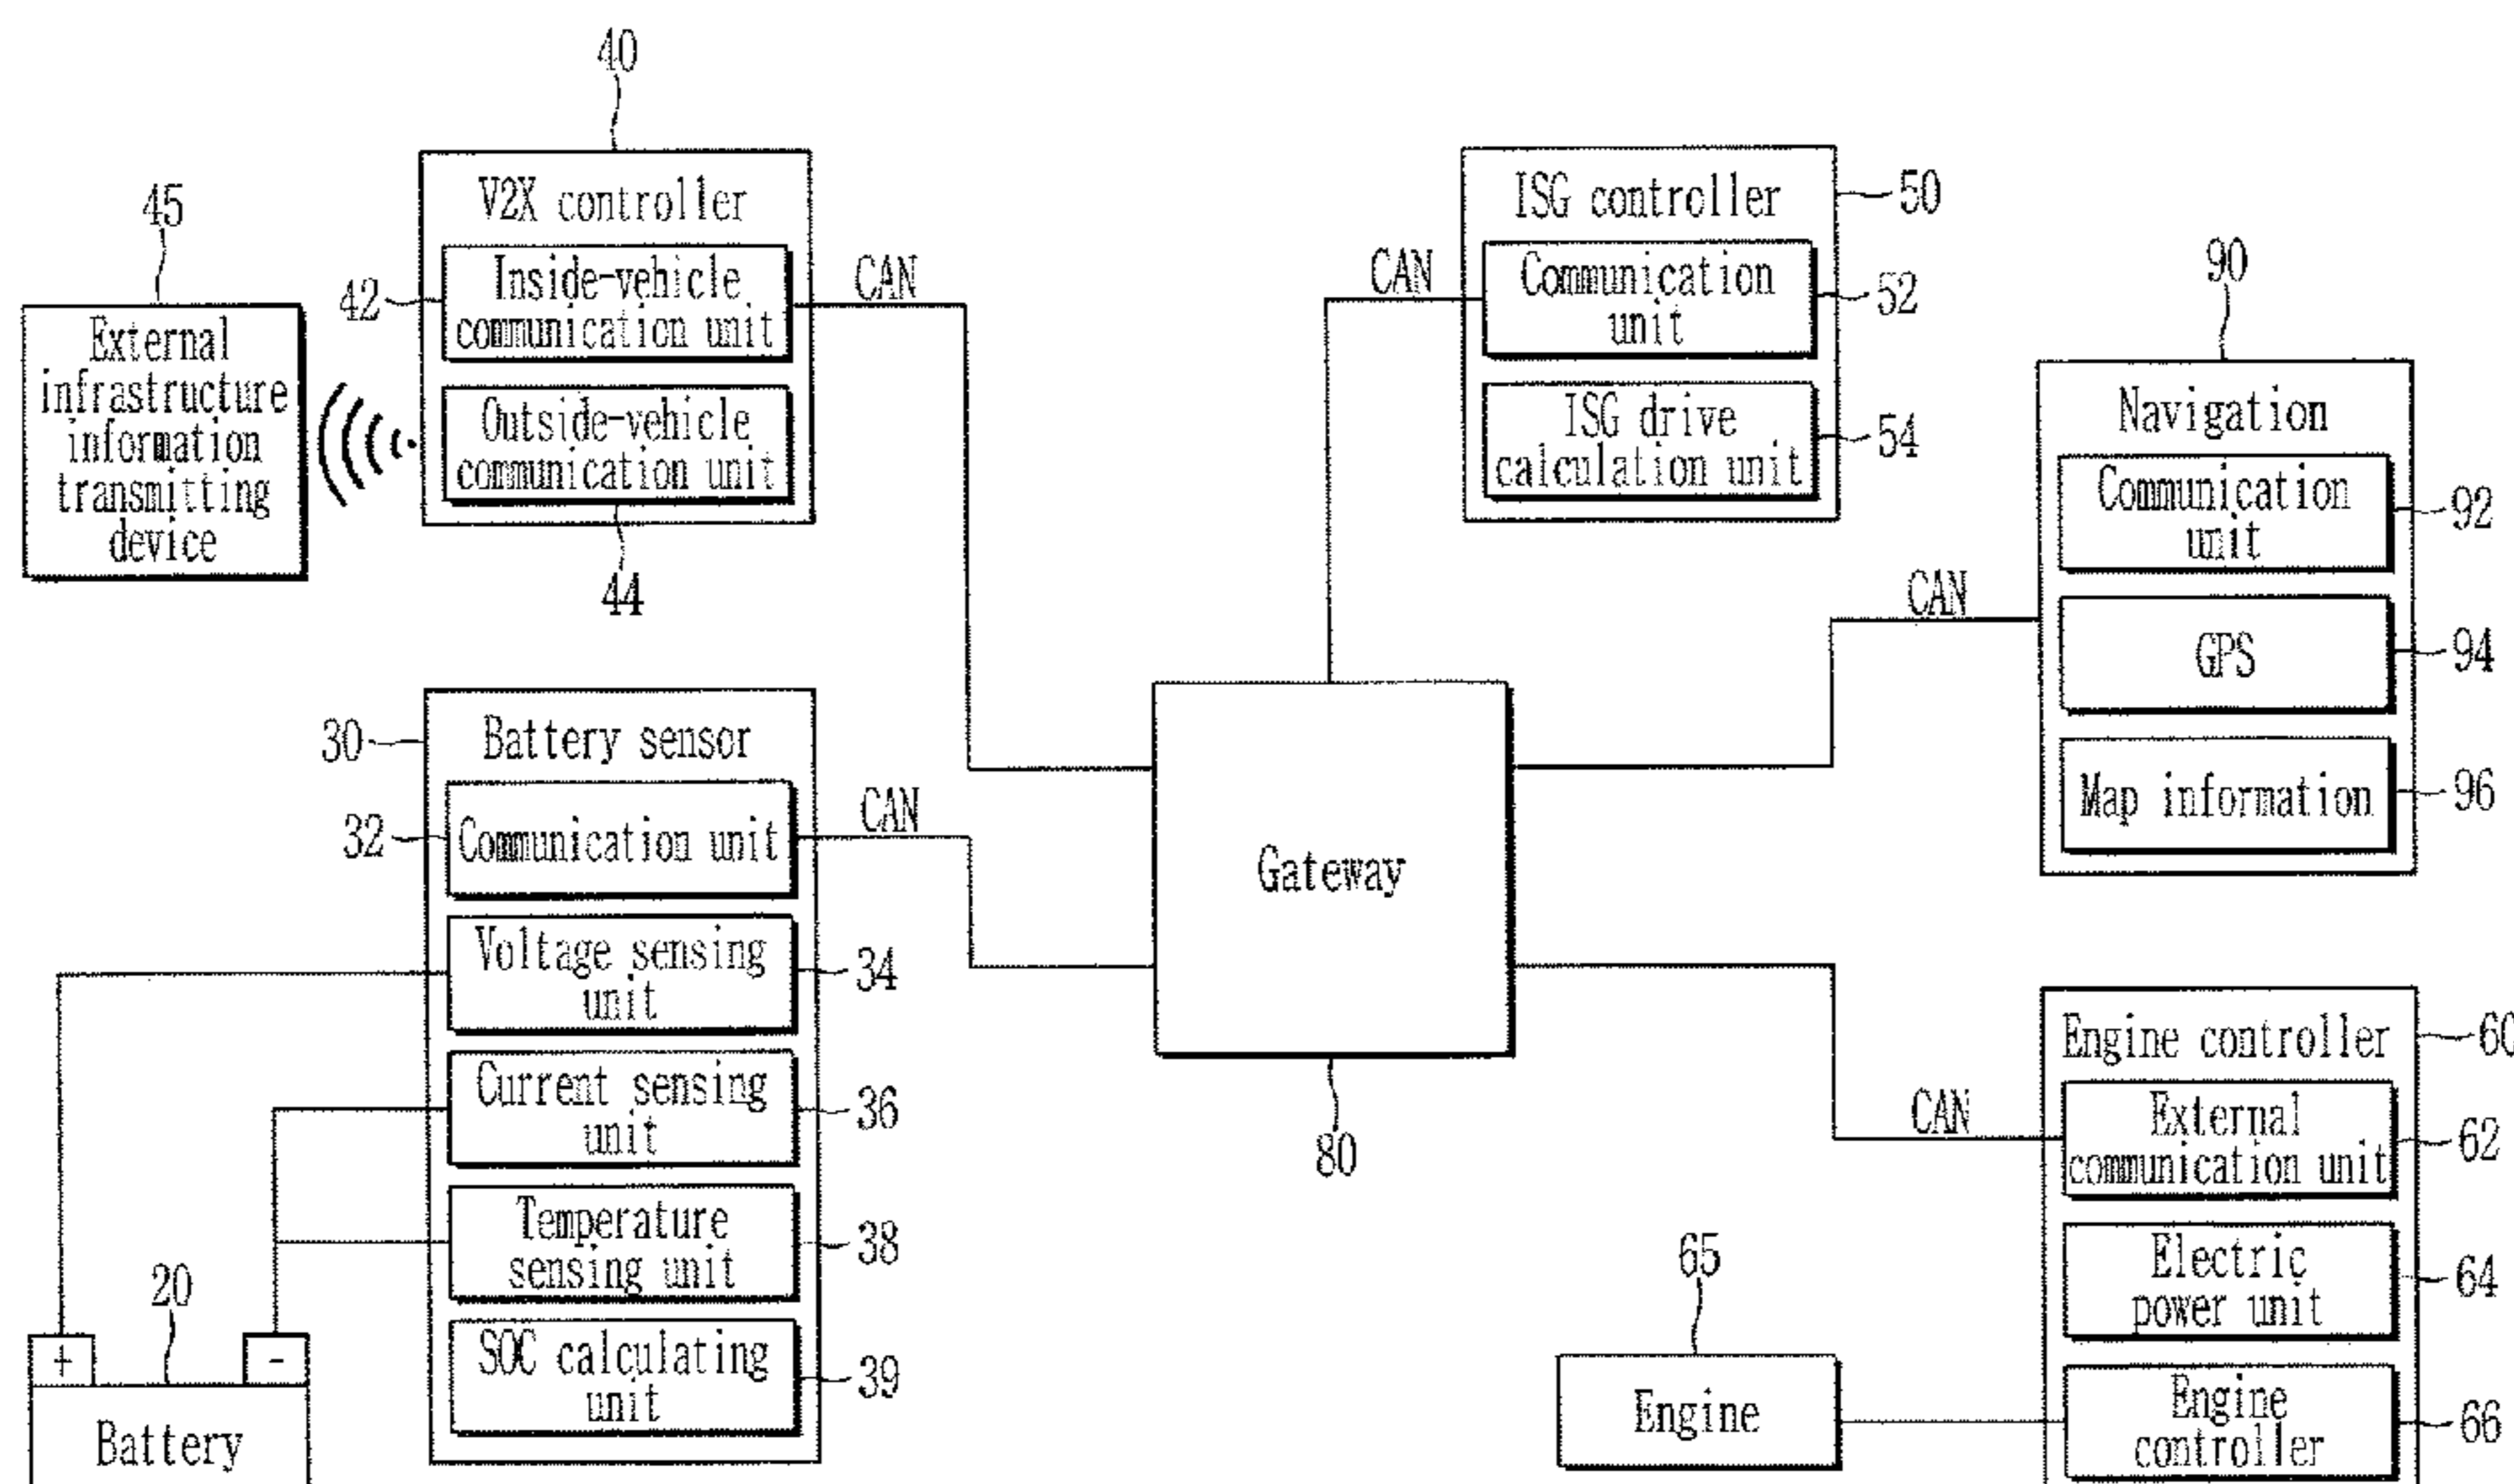 40
V2X controller
42
Inside-vehicle
communication unit
CAN
Outside-vehicle
communication unit
44
45
External
infrastructure
information
transmitting
device
ISG controller
50
CAN
Communication
unit
52
ISG drive
calculation unit
54
90
Navigation
CAN
Communication
unit
92
GPS
94
Map information
96
30
Battery sensor
32
Communication unit
CAN
Voltage sensing
unit
34
Current sensing
unit
36
Temperature
sensing unit
38
SOC calculating
unit
39
20
+
-
Battery
Gateway
80
Engine controller
60
CAN
External
communication unit
62
Electric
power unit
64
Engine
controller
66
65
Engine